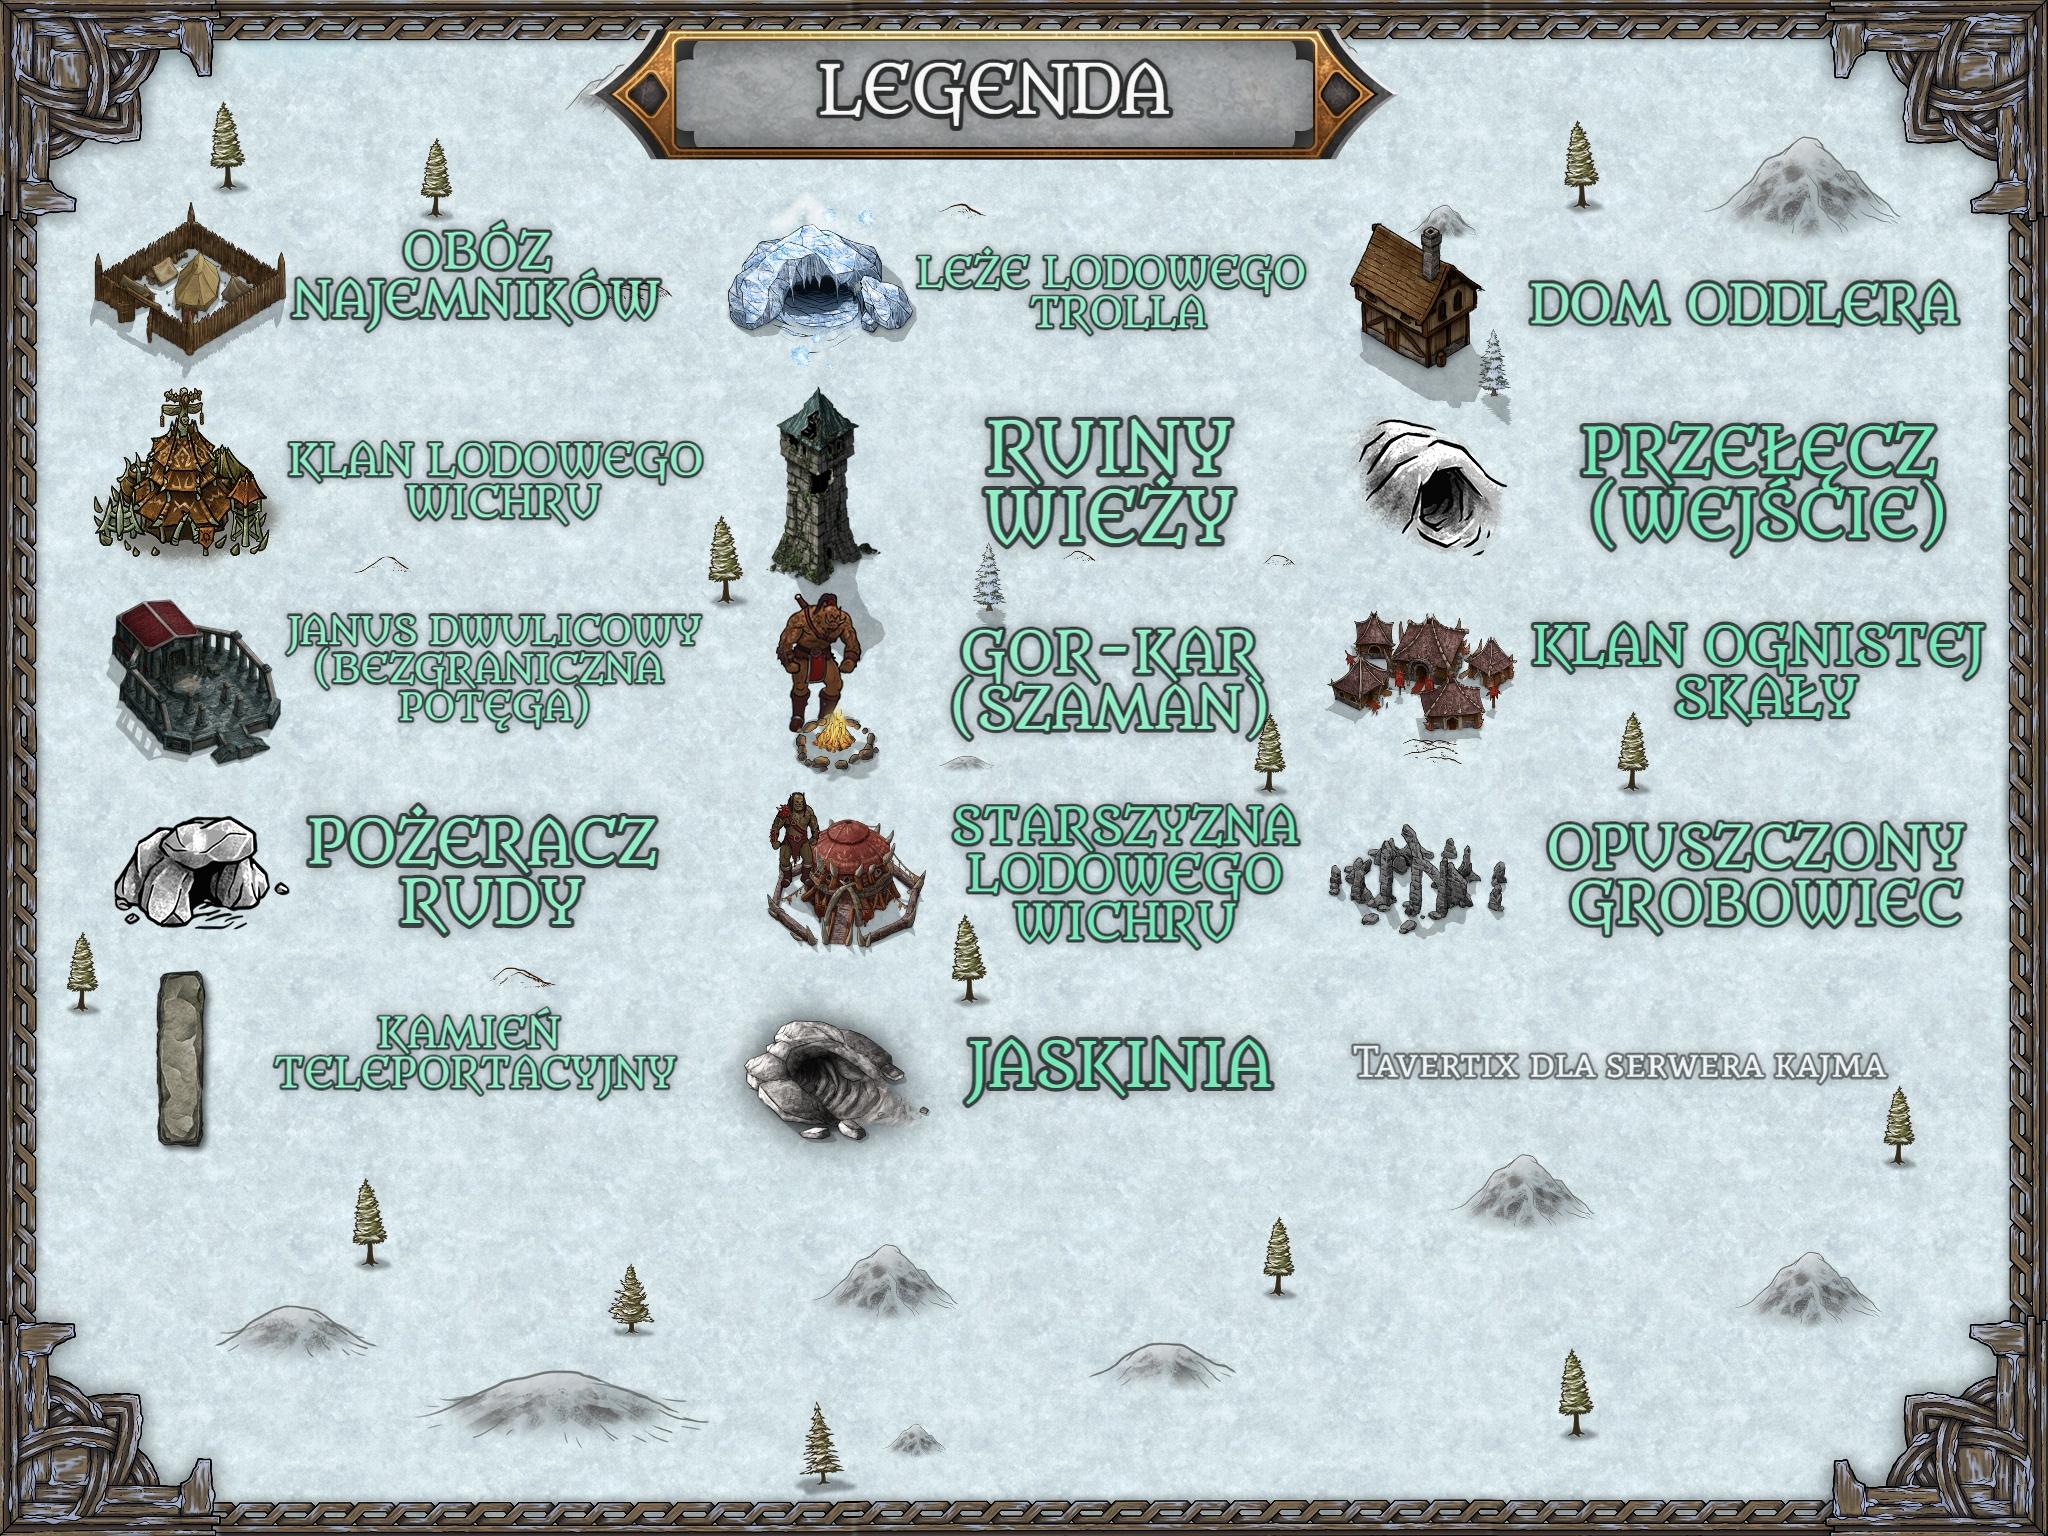 LEGENDA
OBÓZ
NAJEMNIKÓW
LEŻE LODOWEGO
TROLLA
DOM ODDLERA
KLAN LODOWEGO
WICHRU
RUINY
WIEŻY
PRZEŁĘCZ
(WEJŚCIE)
JANUS DWULICOWY
(BEZGRANICZNA
POTĘGA)
GOR-KAR
(SZAMAN)
KLAN OGNISTEJ
SKAŁY
POŻERACZ
RUDY
STARSZYZNA
LODOWEGO
WICHRU
OPUSZCZONY
GROBOWIEC
KAMIEŃ
TELEPORTACYJNY
JASKINIA
TAVERTIX DLA SERWERA KAJMA